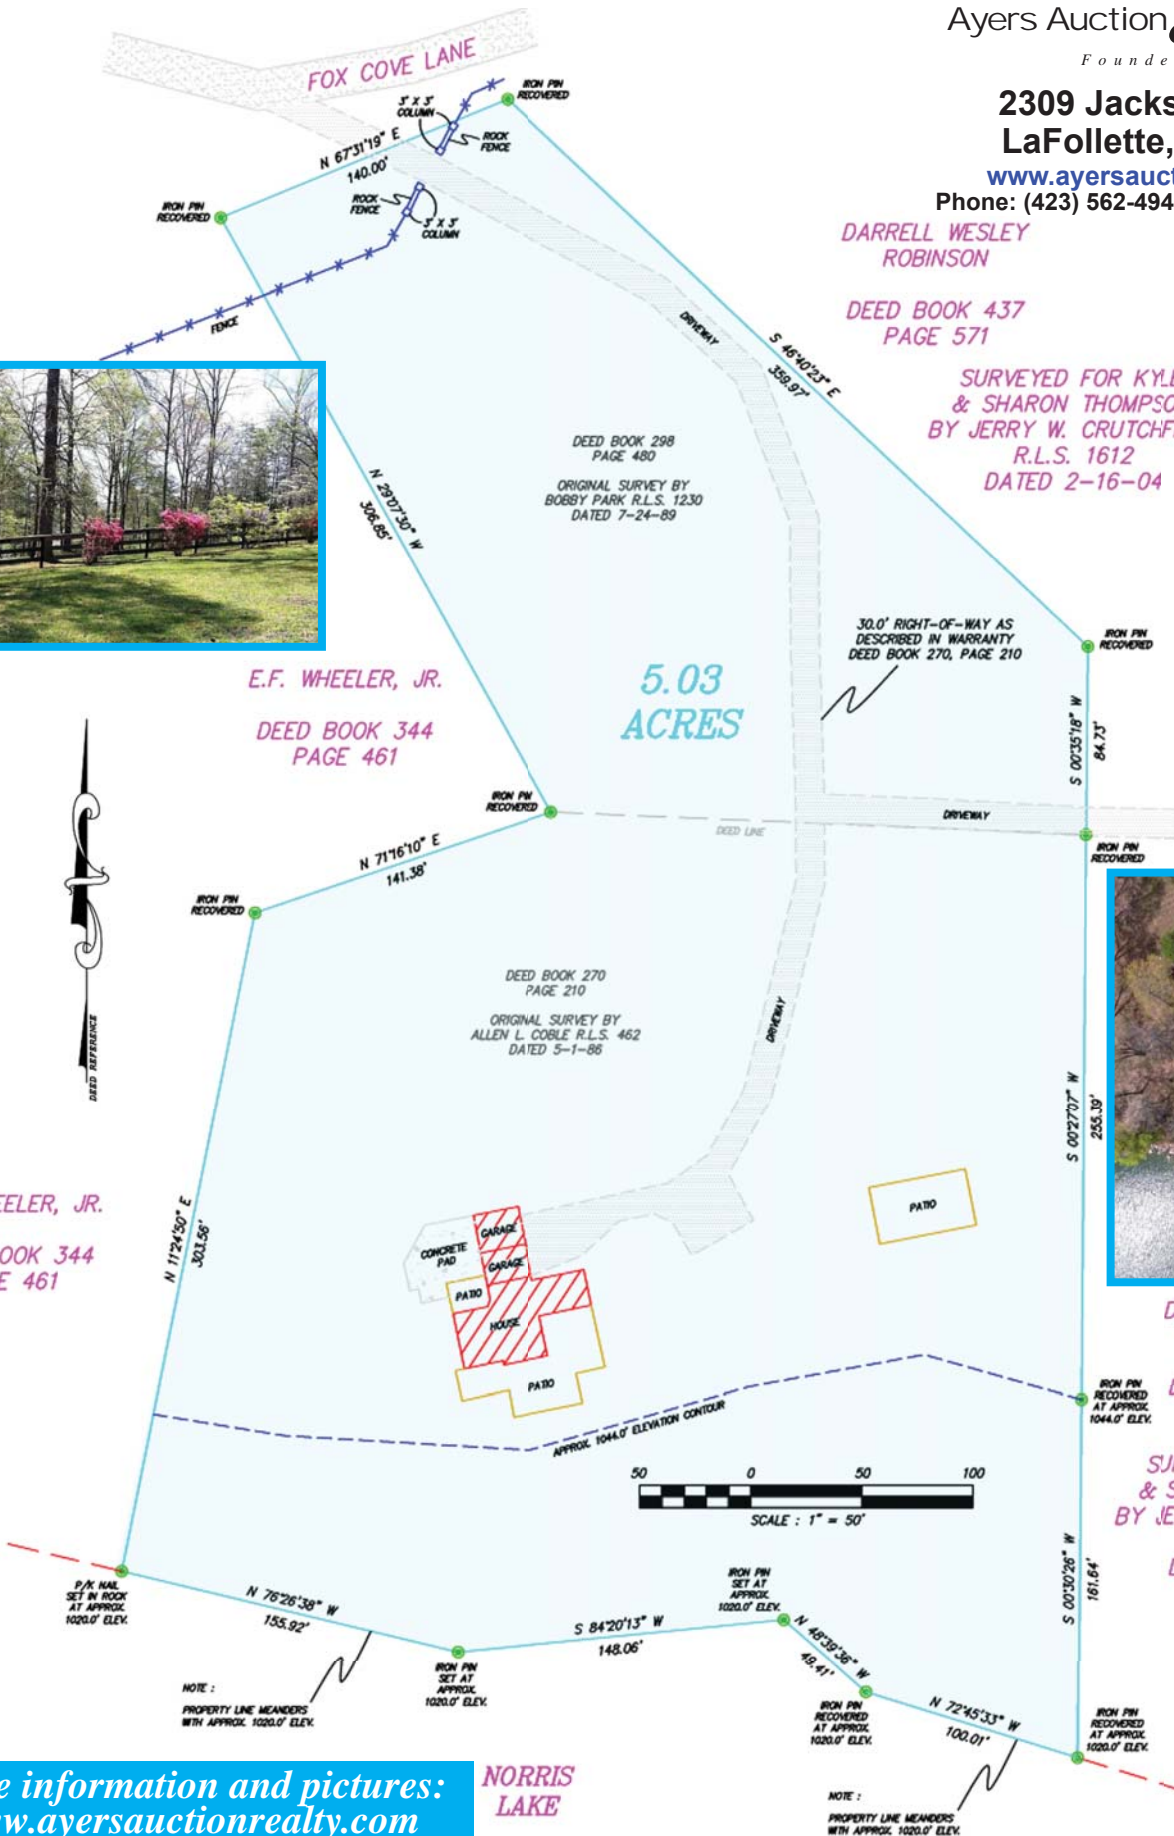 Ayers Auction
Founde
2309 Jacks
LaFollette,
www.ayersauct
Phone: (423) 562-494
FOX COVE LANE
3' X 3'
COLUMN
IRON PIN
RECOVERED
ROCK
FENCE
N 67°31'19" E
140.00'
ROCK
FENCE
3' X 3'
COLUMN
IRON PIN
RECOVERED
FENCE
DARRELL WESLEY
ROBINSON
DEED BOOK 437
PAGE 571
SURVEYED FOR KYLE
& SHARON THOMPSO
BY JERRY W. CRUTCHF
R.L.S. 1612
DATED 2-16-04
DRIVEWAY
S 46°40'23" E
359.97'
DEED BOOK 298
PAGE 480
ORIGINAL SURVEY BY
BOBBY PARK R.L.S. 1230
DATED 7-24-89
N 29°07'30" W
306.85'
30.0' RIGHT-OF-WAY AS
DESCRIBED IN WARRANTY
DEED BOOK 270, PAGE 210
IRON PIN
RECOVERED
5.03
ACRES
E.F. WHEELER, JR.
DEED BOOK 344
PAGE 461
S 00°35'18" W
84.73'
IRON PIN
RECOVERED
DEED LINE
DRIVEWAY
IRON PIN
RECOVERED
N 71°16'10" E
141.38'
IRON PIN
RECOVERED
DEED REFERENCE
DEED BOOK 270
PAGE 210
ORIGINAL SURVEY BY
ALLEN L. COBLE R.L.S. 462
DATED 5-1-86
DRIVEWAY
S 00°27'07" W
255.39'
EELER, JR.
OOK 344
E 461
N 11°24'50" E
303.56'
CONCRETE
PAD
GARAGE
GARAGE
PATIO
HOUSE
PATIO
PATIO
D
IRON PIN
RECOVERED
AT APPROX.
1044.0' ELEV.
APPROX. 1044.0' ELEVATION CONTOUR
50 0 50 100
SCALE : 1" = 50'
SU
& S
BY JE
S 00°30'26" W
161.64'
P/K NAIL
SET IN ROCK
AT APPROX.
1020.0' ELEV.
N 76°26'38" W
155.92'
IRON PIN
SET AT
APPROX.
1020.0' ELEV.
S 84°20'13" W
148.06'
IRON PIN
SET AT
APPROX.
1020.0' ELEV.
N 48°39'36" W
49.41'
IRON PIN
RECOVERED
AT APPROX.
1020.0' ELEV.
N 72°45'33" W
100.01'
IRON PIN
RECOVERED
AT APPROX.
1020.0' ELEV.
NOTE :
PROPERTY LINE MEANDERS
WITH APPROX. 1020.0' ELEV.
NOTE :
PROPERTY LINE MEANDERS
WITH APPROX. 1020.0' ELEV.
NORRIS
LAKE
e information and pictures:
w.ayersauctionrealty.com